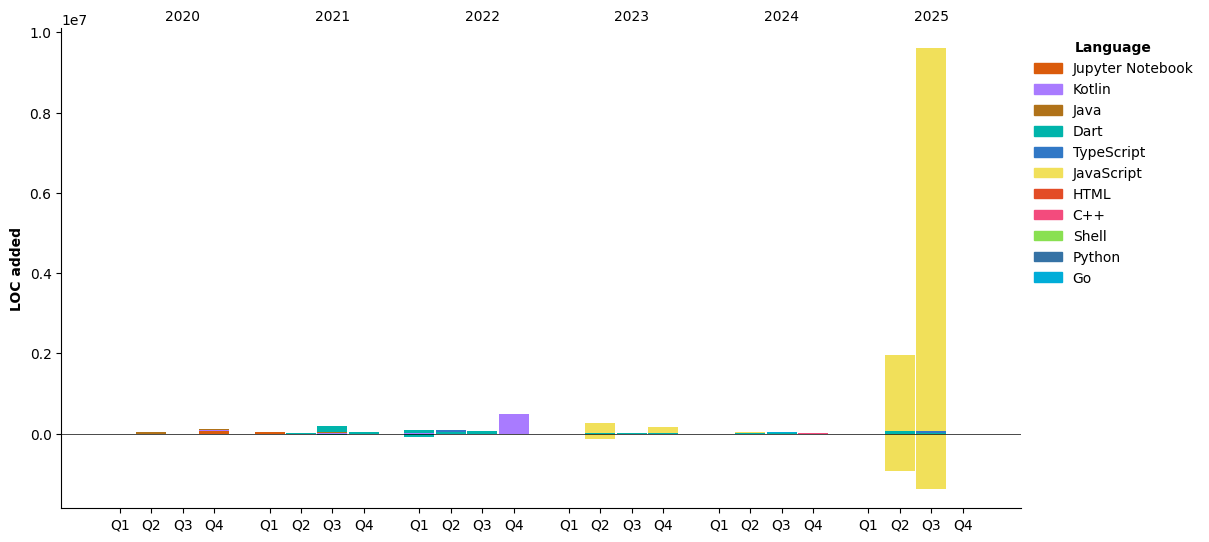 1e7
2020 2021 2022 2023 2024 2025
1.0
0.8
0.6
0.4
0.2
0.0
LOC added
Q1 Q2 Q3 Q4 Q1 Q2 Q3 Q4 Q1 Q2 Q3 Q4 Q1 Q2 Q3 Q4 Q1 Q2 Q3 Q4 Q1 Q2 Q3 Q4
Language
Jupyter Notebook
Kotlin
Java
Dart
TypeScript
JavaScript
HTML
C++
Shell
Python
Go